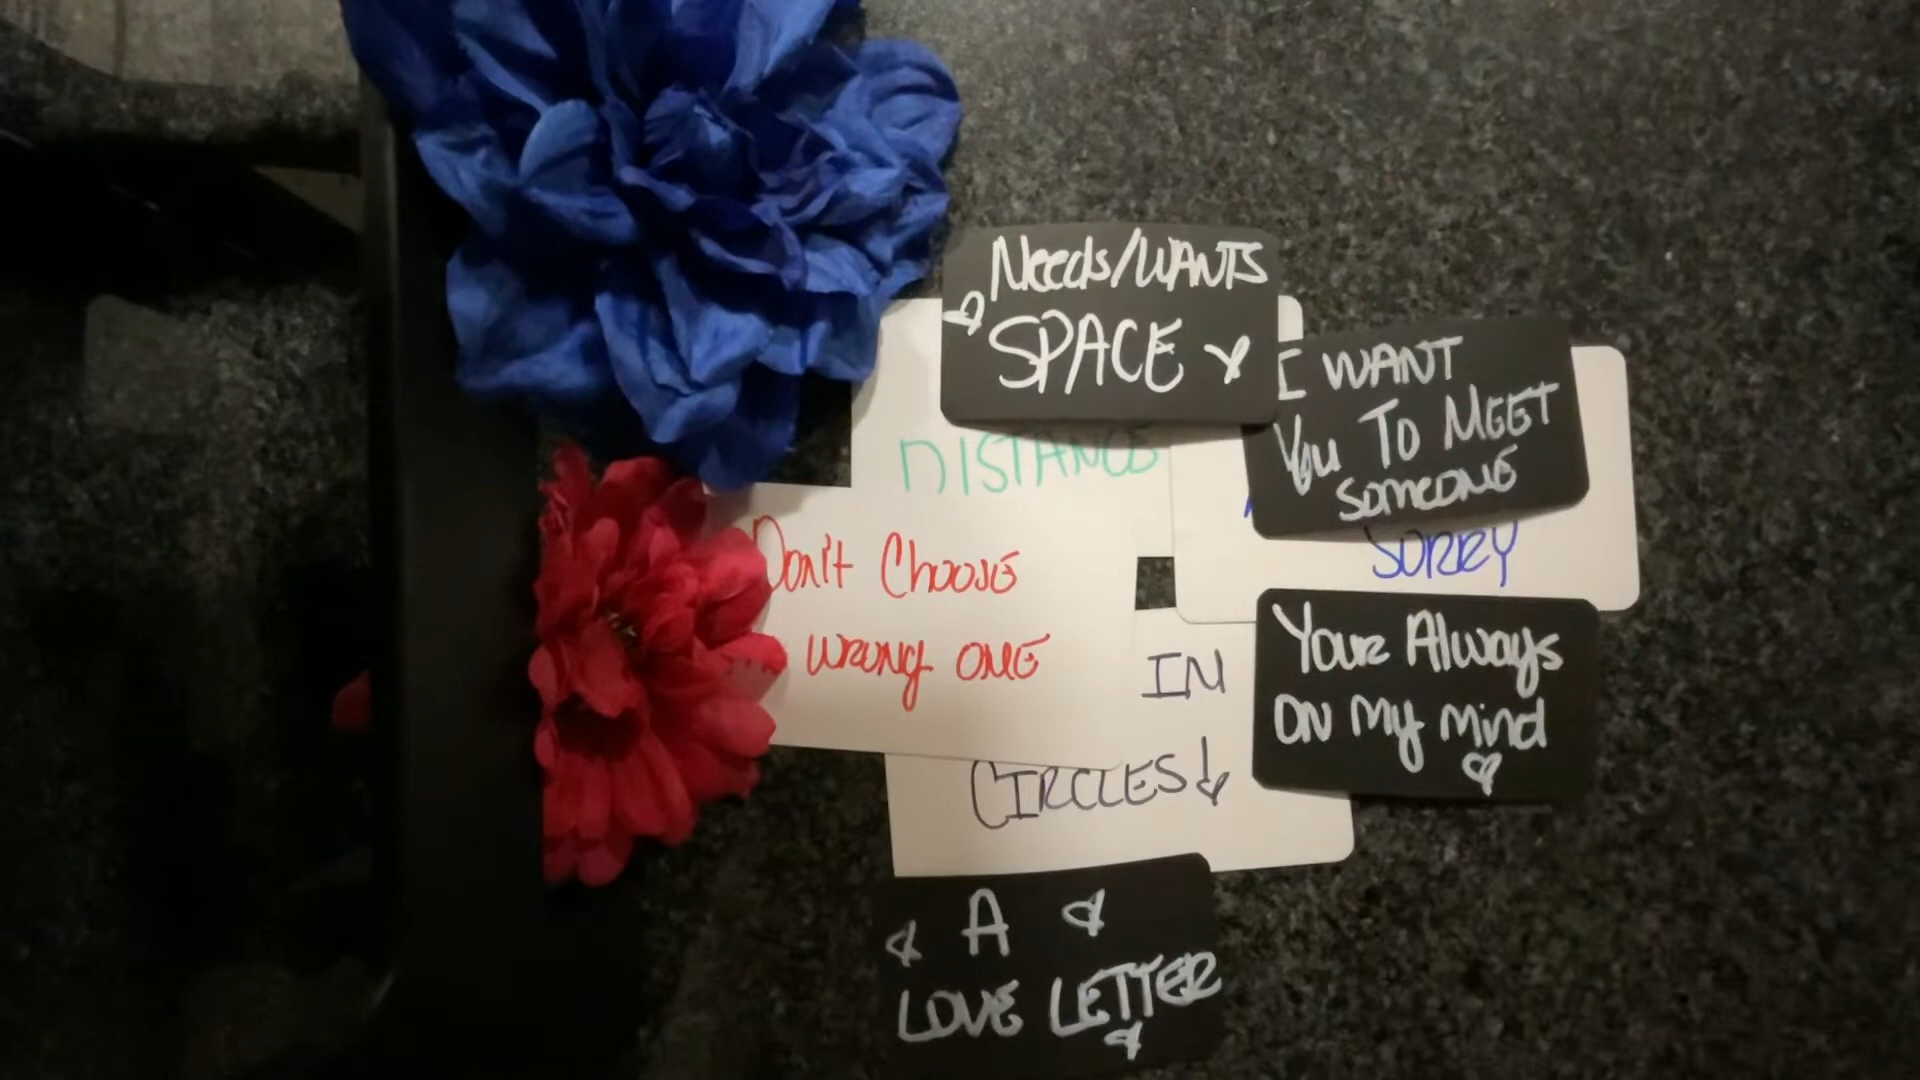 Needs/WANTS
SPACE
I WANT
You To MEET
SOMEONE
DISTANCE
SORRY
Don't Choose
WRONG ONE
Your Always
ON My Mind
IN
CIRCLES
A
LOVE LETTER